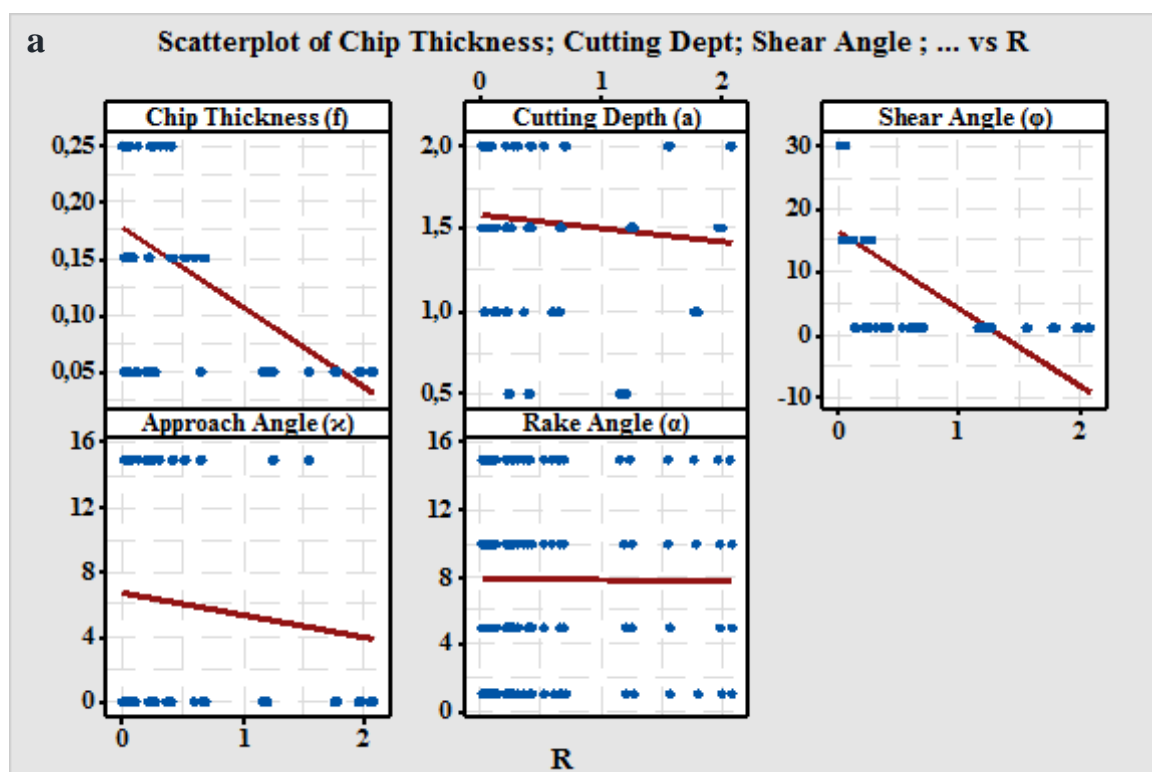 a
Scatterplot of Chip Thickness; Cutting Dept; Shear Angle ; ... vs R
0 1 2
Chip Thickness (f)
Cutting Depth (a)
Shear Angle (φ)
0,25
0,20
0,15
0,10
0,05
2,0
1,5
1,0
0,5
30
20
10
0
-10
0 1 2
Approach Angle (ϰ)
Rake Angle (α)
16
12
8
4
0
16
12
8
4
0
0 1 2
R